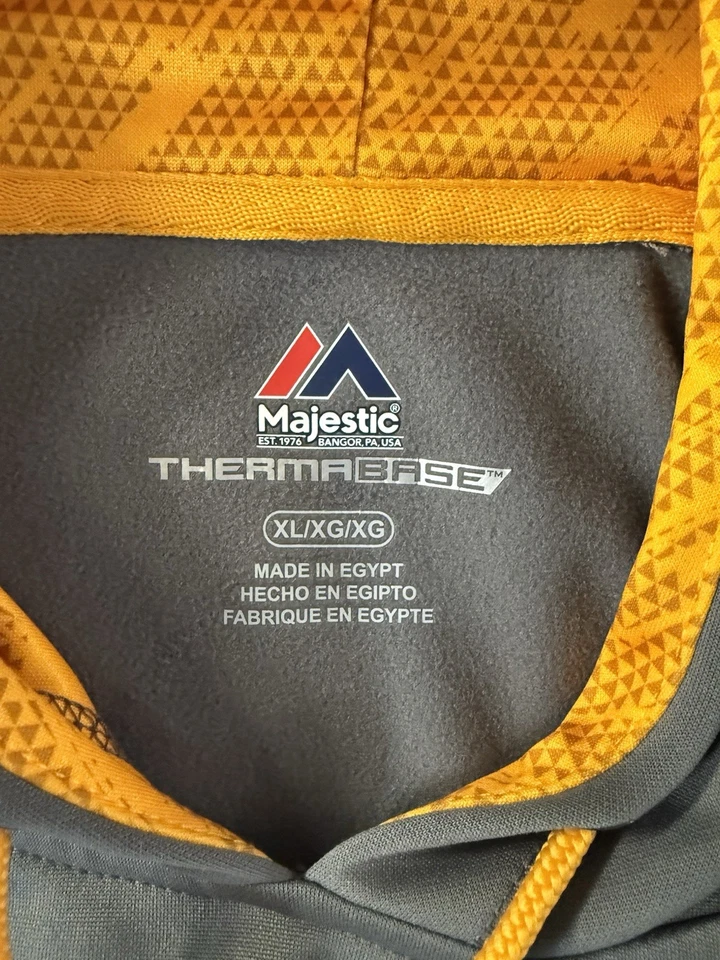 Majestic®
EST. 1976 BANGOR, PA, USA
THERMABASE™
XL/XG/XG
MADE IN EGYPT
HECHO EN EGIPTO
FABRIQUE EN EGYPTE